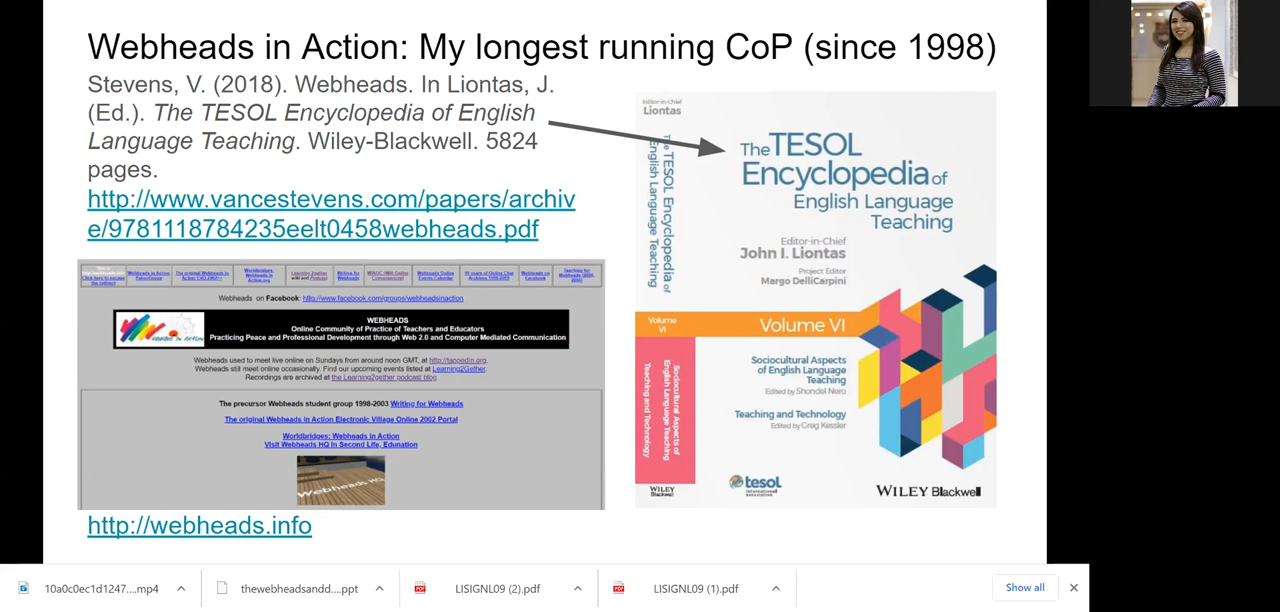 Webheads in Action: My longest running CoP (since 1998)
Stevens, V. (2018). Webheads. In Liontas, J.
(Ed.). The TESOL Encyclopedia of English
Language Teaching. Wiley-Blackwell. 5824
pages.
http://www.vancestevens.com/papers/archiv
e/9781118784235eelt0458webheads.pdf
Webheads on Facebook: http://www.facebook.com/groups/webheadsinaction
WEBHEADS
Online Community of Practice of Teachers and Educators
Practicing Peace and Professional Development through Web 2.0 and Computer Mediated Communication
Webheads used to meet live online on Sundays from around noon GMT, at http://tappedin.org.
Webheads still meet online occasionally. Find our upcoming events listed at Learning2Gether.
Recordings are archived at the Learning2gether podcast blog
The precursor Webheads student group 1998-2003 Writing for Webheads
The original Webheads in Action Electronic Village Online 2002 Portal
Worldbridges: Webheads in Action
Visit Webheads HQ in Second Life, Edunation
Webheads HQ
http://webheads.info
Editor-in-Chief
Liontas
The TESOL Encyclopedia of
English Language Teaching
Volume
VI
Sociocultural Aspects of
Teaching and Technology
WILEY
Blackwell
The TESOL
Encyclopedia of
English Language
Teaching
Editor-in-Chief
John I. Liontas
Project Editor
Margo DelliCarpini
Volume VI
Sociocultural Aspects
of English Language
Teaching
Edited by Shondel Nero
Teaching and Technology
Edited by Greg Kessler
tesol
international
association
WILEY Blackwell
10a0c0ec1d1247....mp4
thewebheadsandd....ppt
LISIGNL09 (2).pdf
LISIGNL09 (1).pdf
Show all